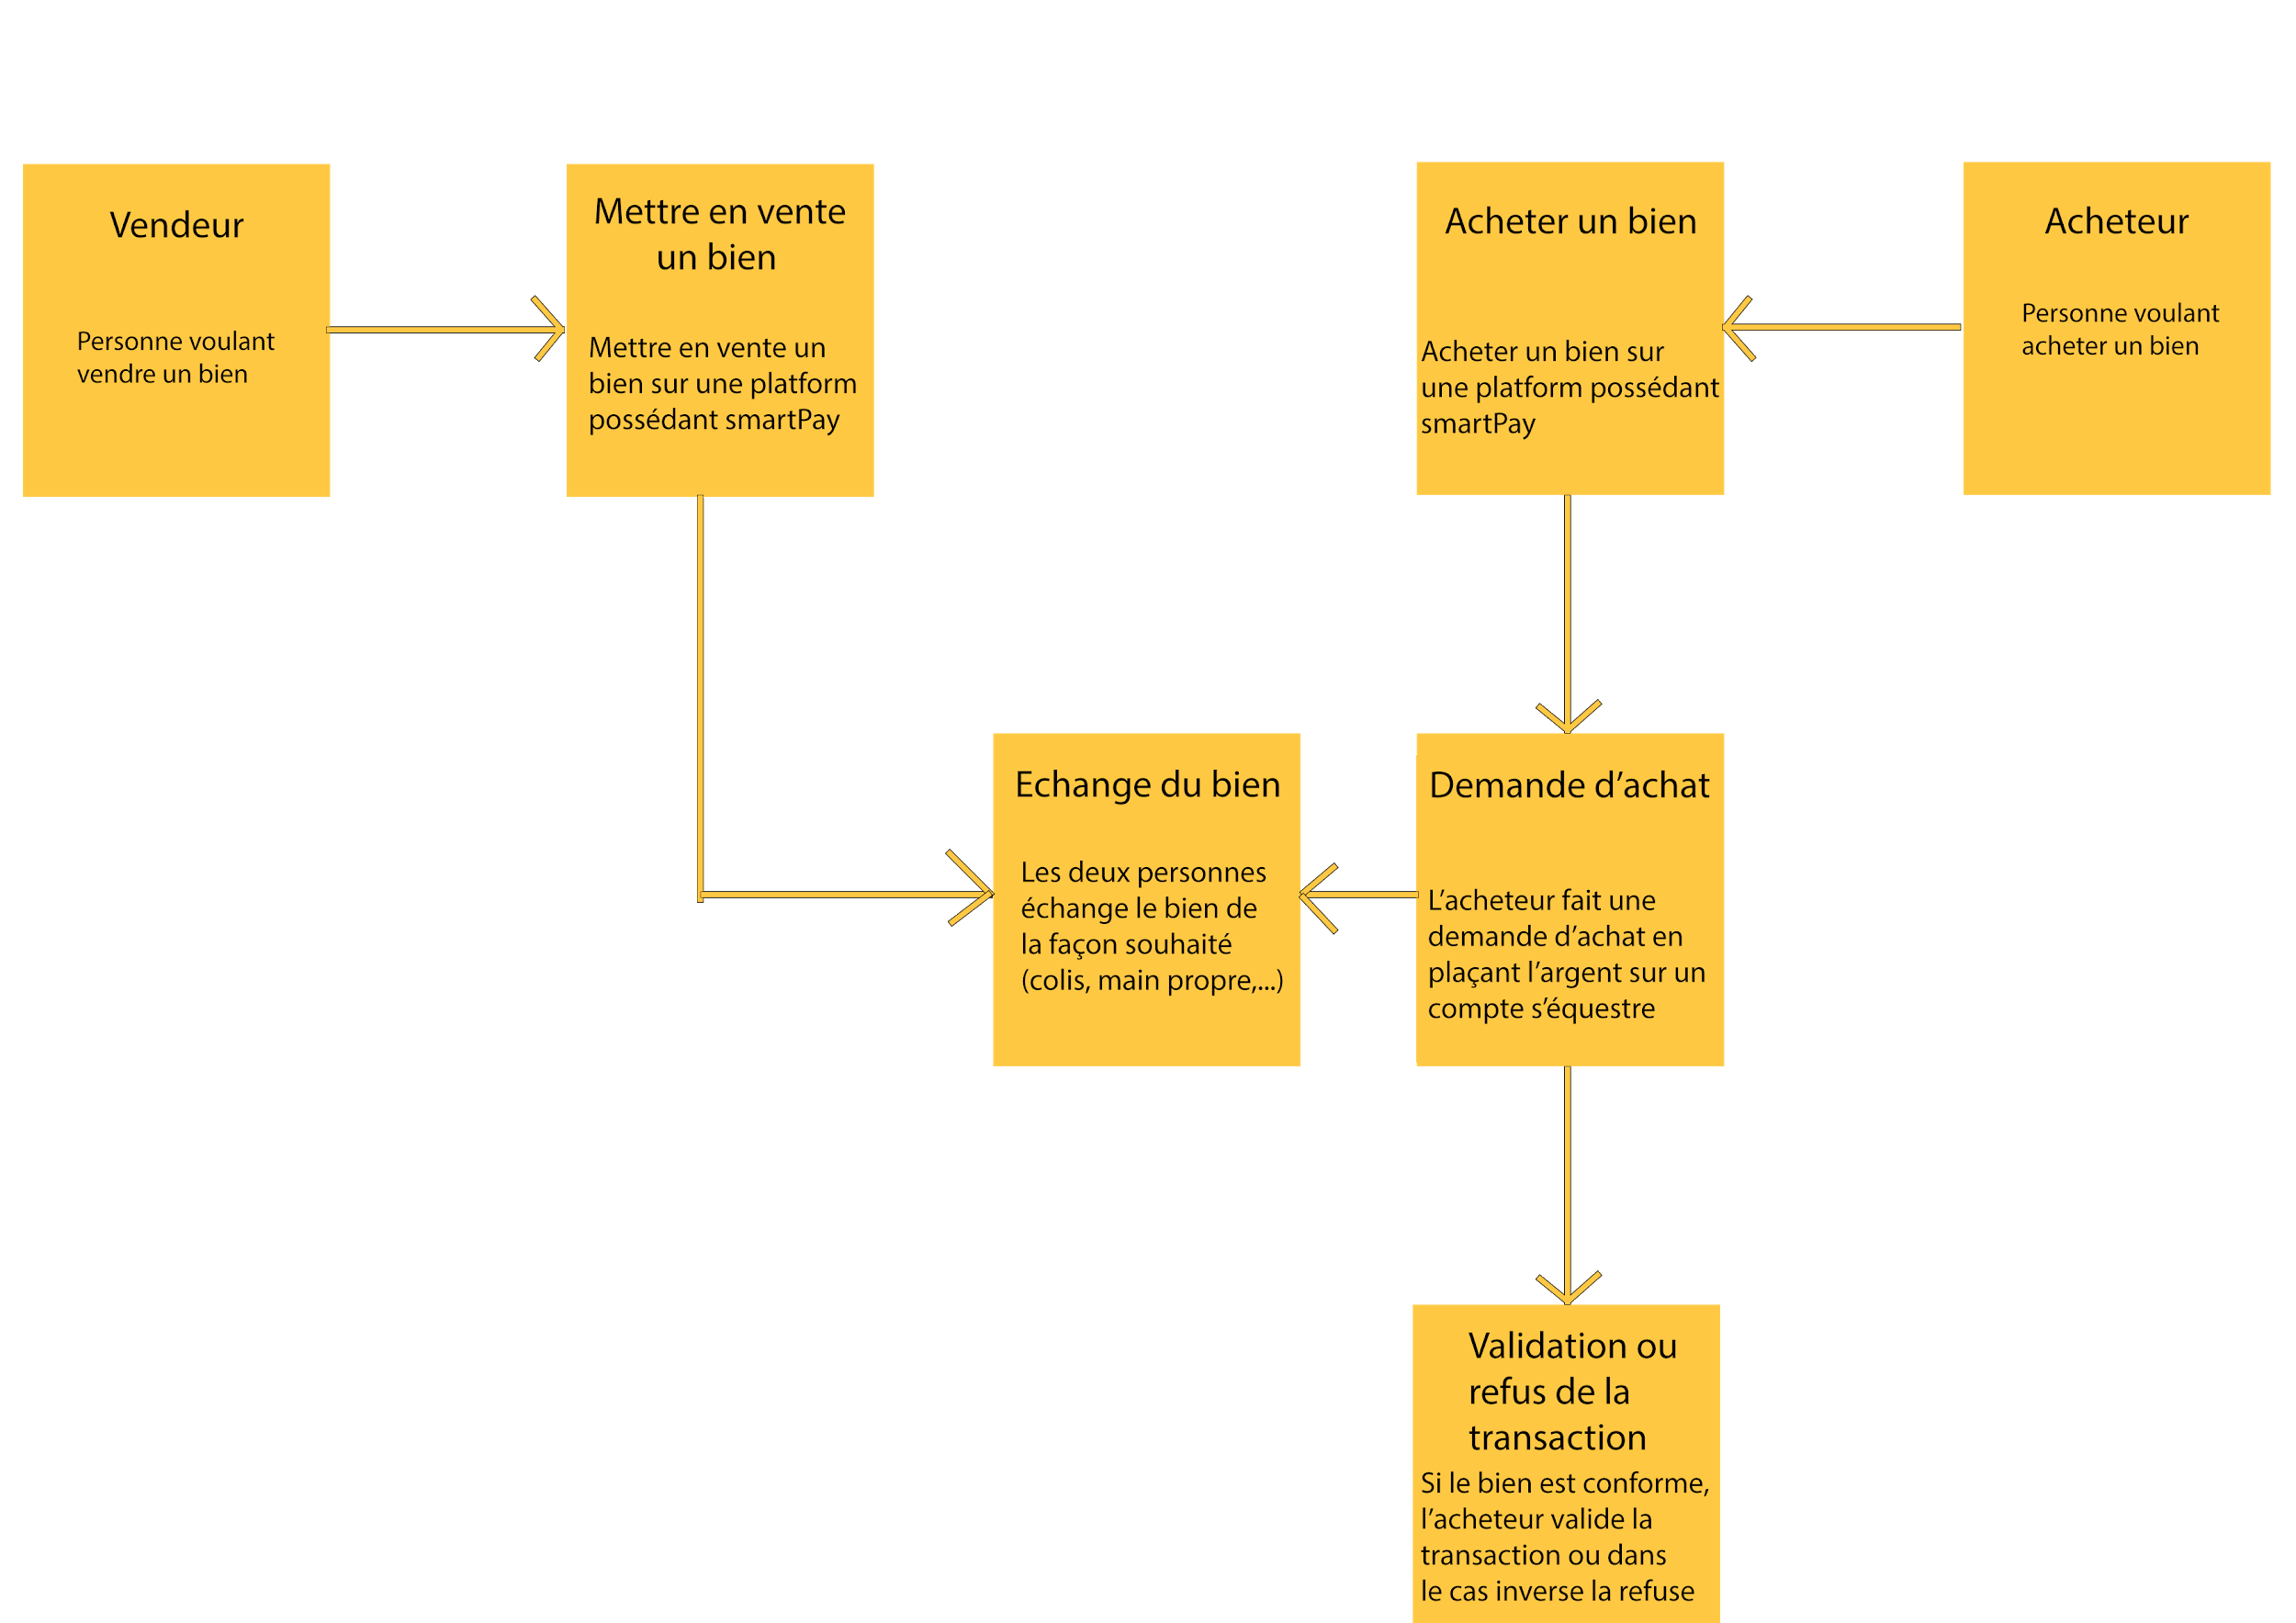 Vendeur
Personne voulant
vendre un bien
Mettre en vente
un bien
Mettre en vente un
bien sur une platform
possédant smartPay
Acheter un bien
Acheter un bien sur
une platform possédant
smartPay
Acheteur
Personne voulant
acheter un bien
Echange du bien
Les deux personnes
échange le bien de
la façon souhaité
(colis, main propre,...)
Demande d’achat
L’acheteur fait une
demande d’achat en
plaçant l’argent sur un
compte s’équestre
Validation ou
refus de la
transaction
Si le bien est conforme,
l’acheteur valide la
transaction ou dans
le cas inverse la refuse